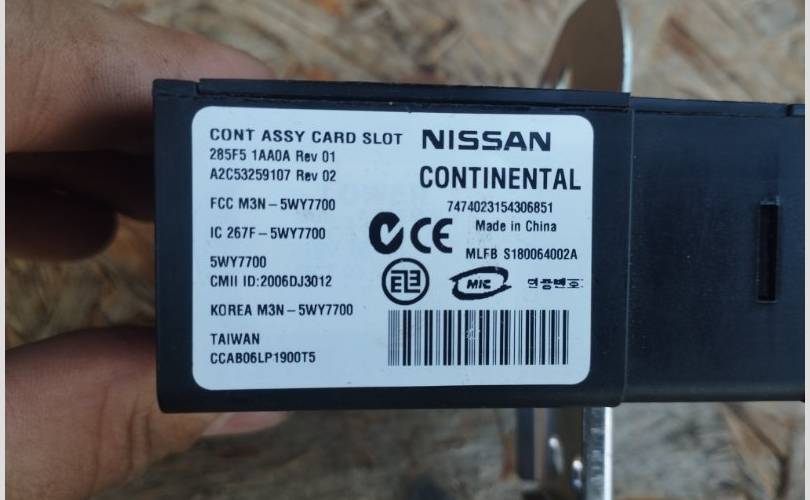 CONT ASSY CARD SLOT
285F5 1AA0A Rev 01
A2C53259107 Rev 02
FCC M3N-5WY7700
IC 267F-5WY7700
5WY7700
CMII ID:2006DJ3012
KOREA M3N-5WY7700
TAIWAN
CCAB06LP1900T5
NISSAN
CONTINENTAL
7474023154306851
Made in China
CE
MLFB S180064002A
MIC